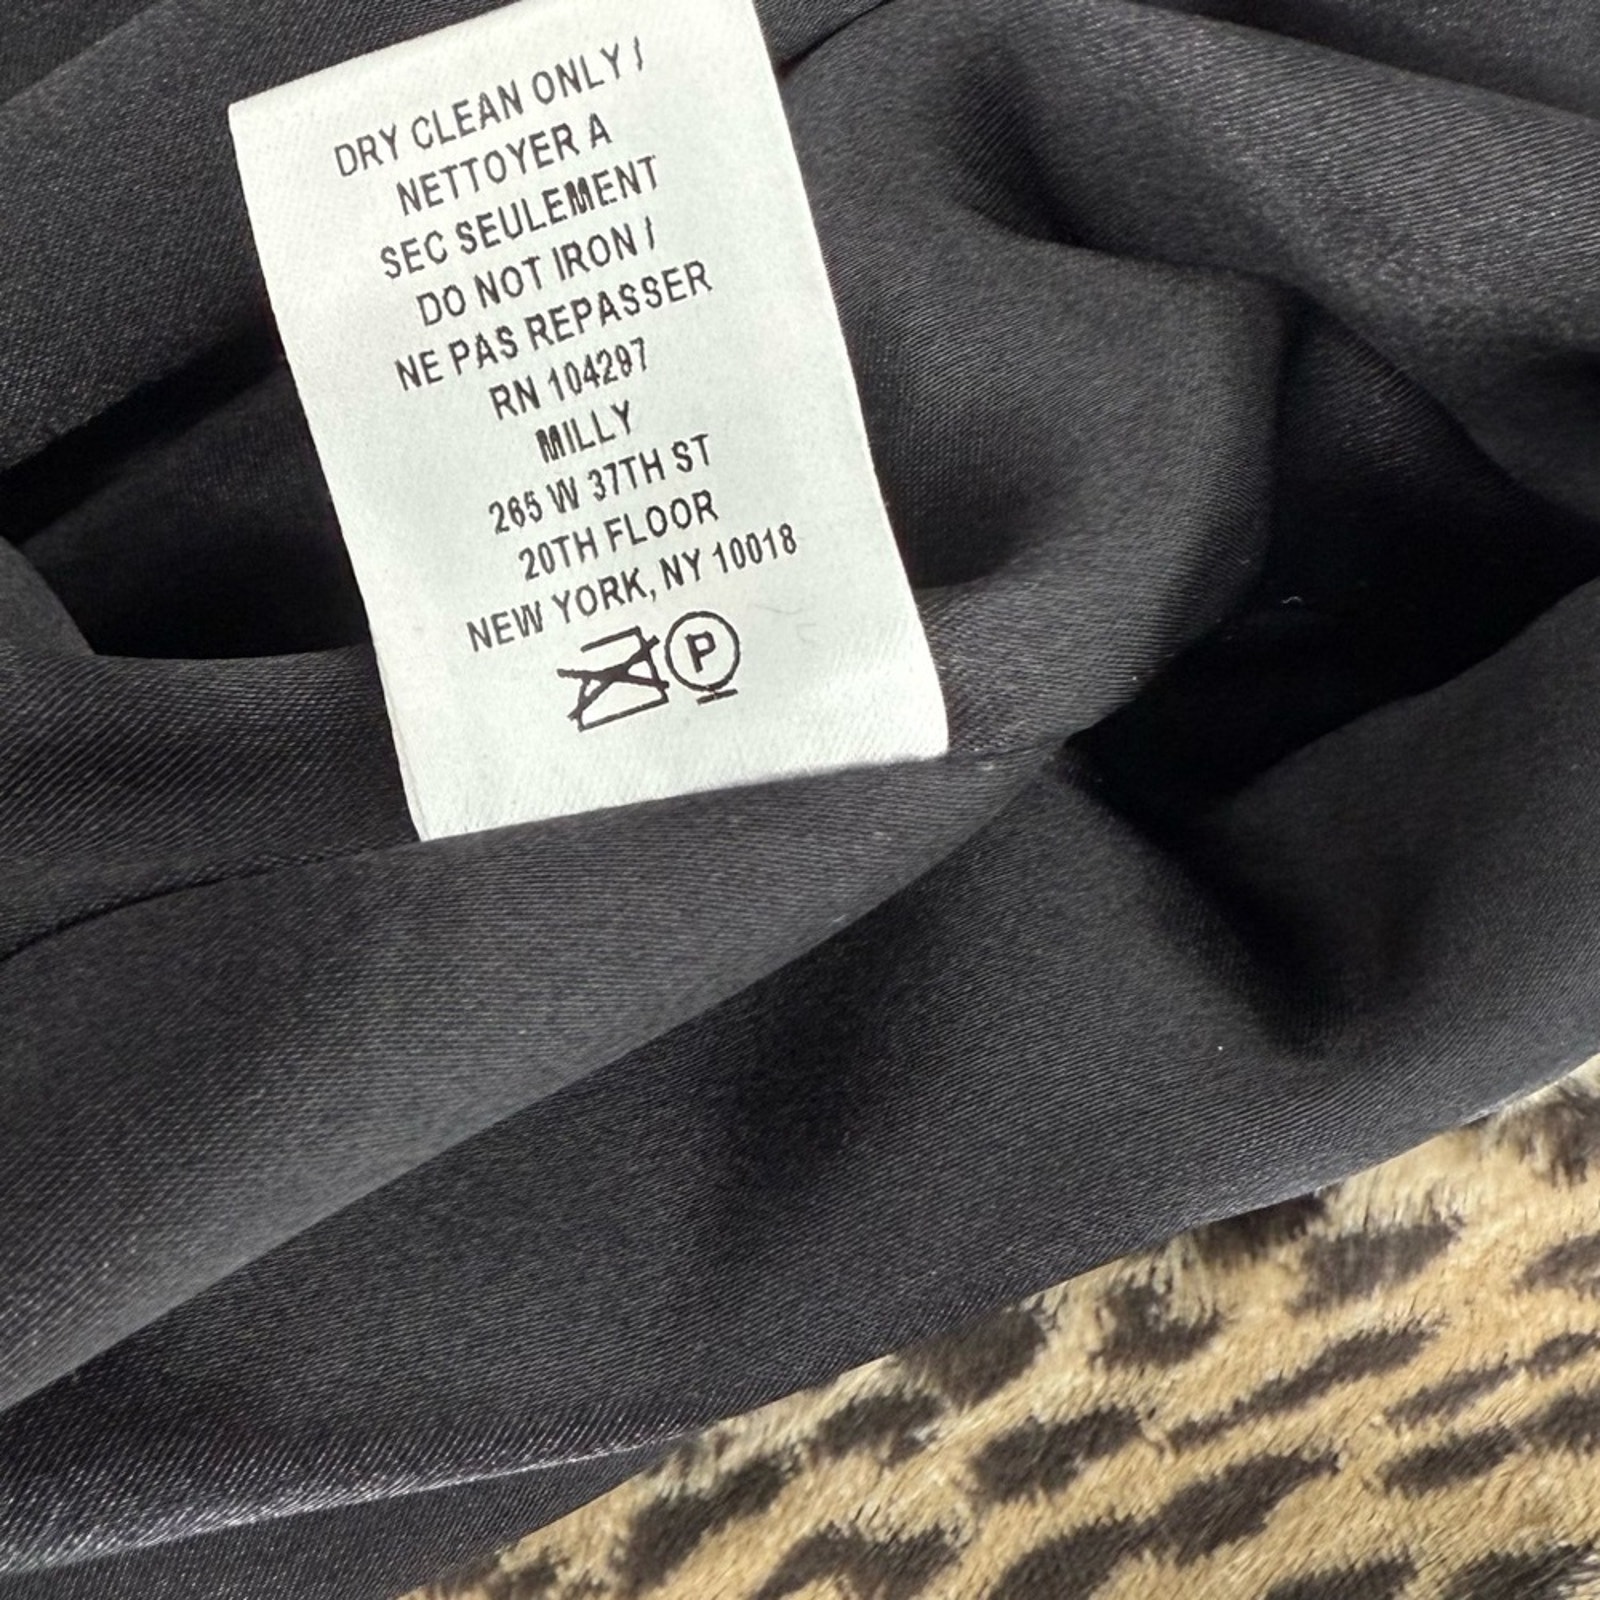 DRY CLEAN ONLY /
NETTOYER A
SEC SEULEMENT
DO NOT IRON /
NE PAS REPASSER
RN 104297
MILLY
265 W 37TH ST
20TH FLOOR
NEW YORK, NY 10018
P